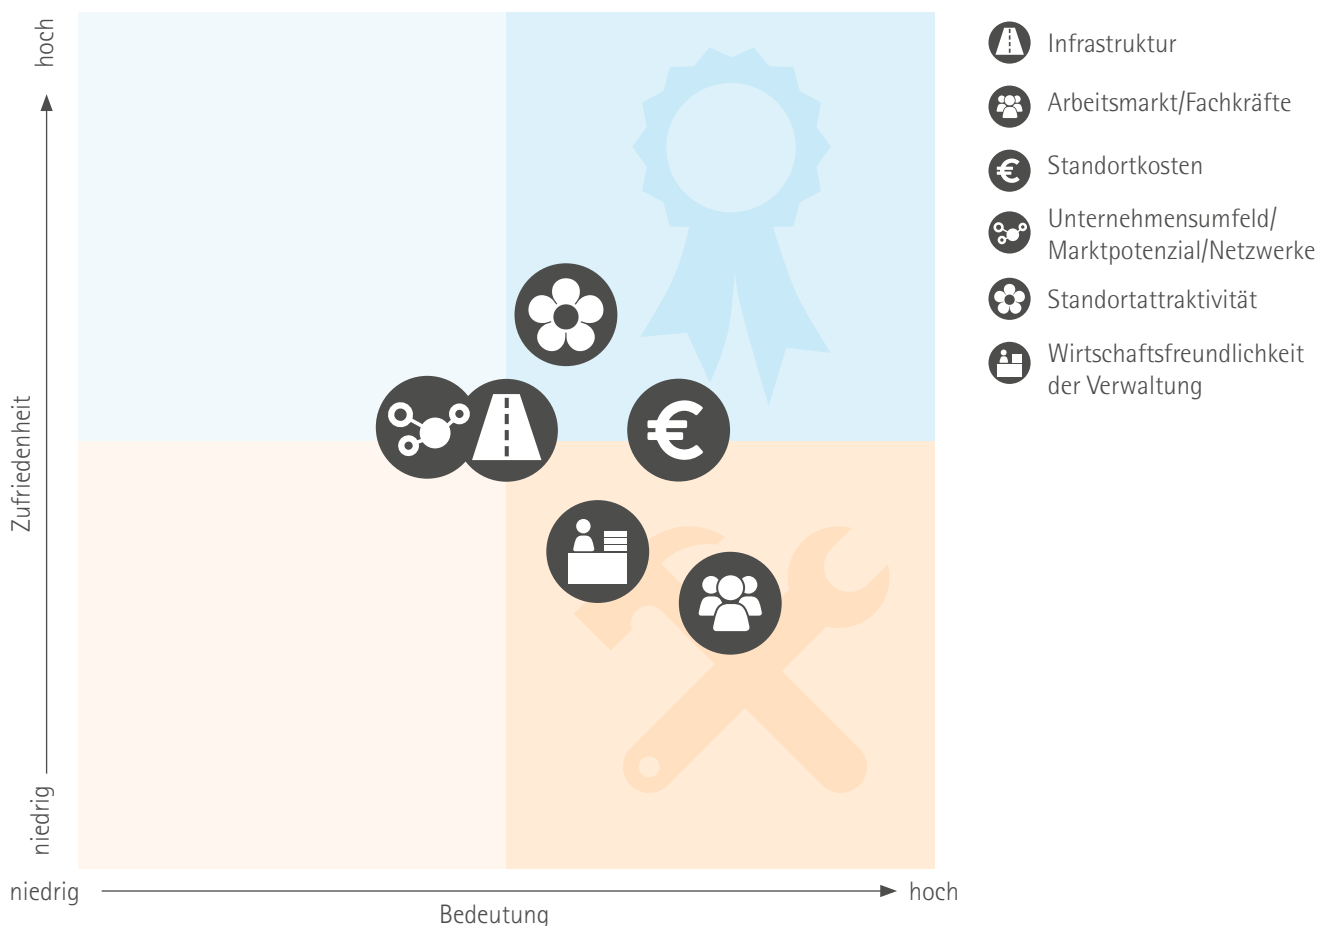 hoch
Zufriedenheit
niedrig
niedrig
Bedeutung
hoch
Infrastruktur
Arbeitsmarkt/Fachkräfte
Standortkosten
Unternehmensumfeld/
Marktpotenzial/Netzwerke
Standortattraktivität
Wirtschaftsfreundlichkeit
der Verwaltung